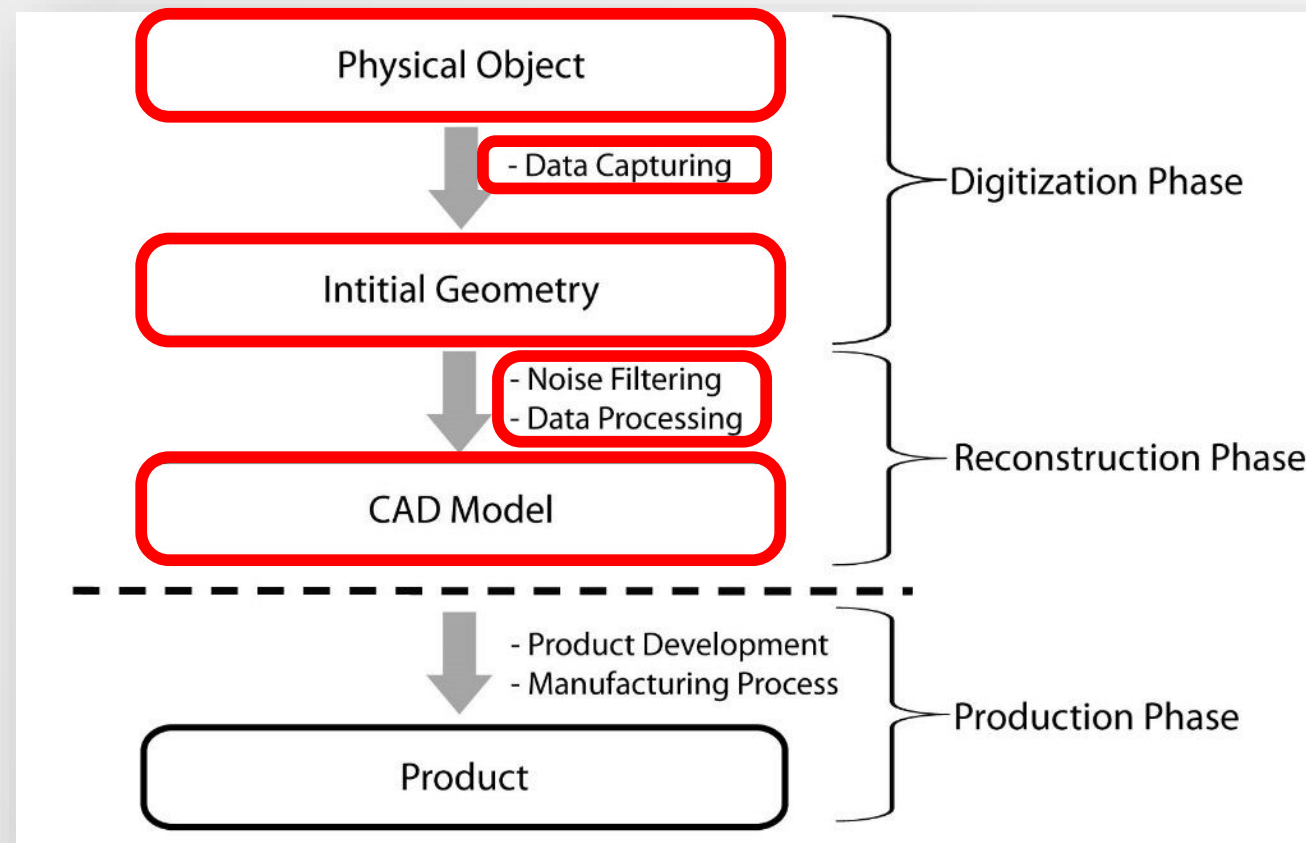 Physical Object
- Data Capturing
Digitization Phase
Intitial Geometry
- Noise Filtering
- Data Processing
Reconstruction Phase
CAD Model
- Product Development
- Manufacturing Process
Production Phase
Product